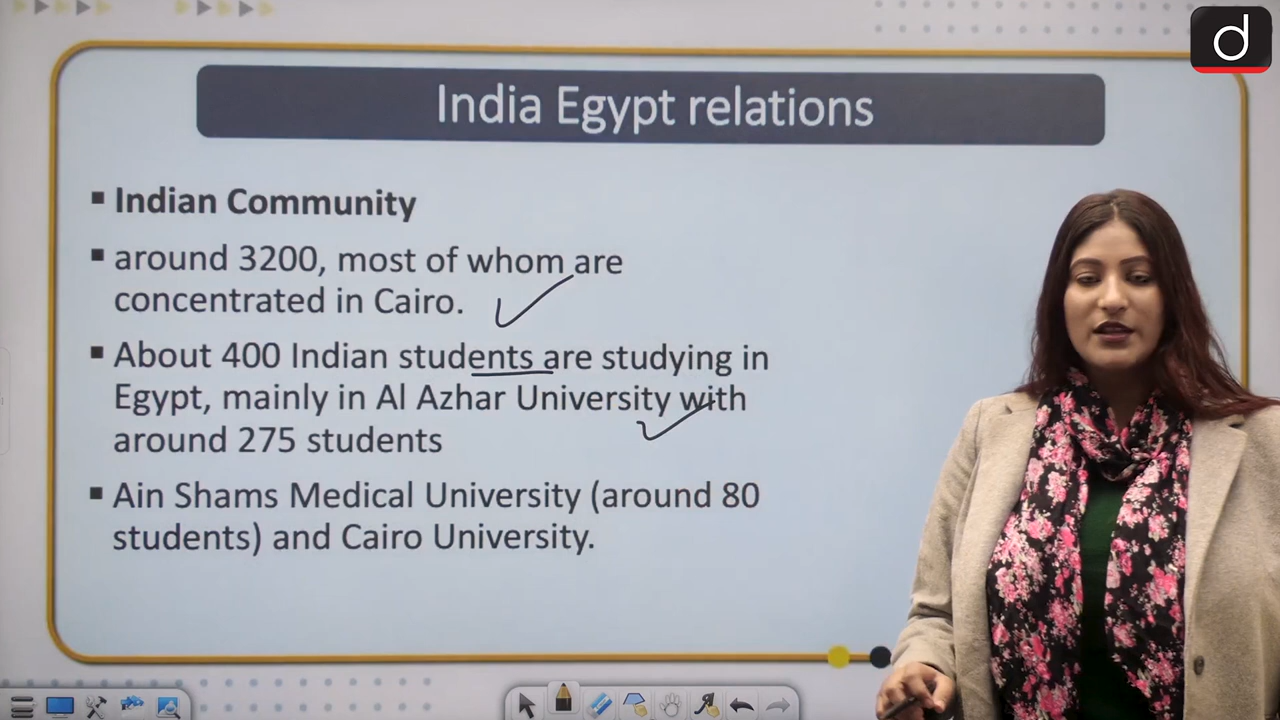 d
India Egypt relations
▪ Indian Community
▪ around 3200, most of whom are
concentrated in Cairo.
▪ About 400 Indian students are studying in
Egypt, mainly in Al Azhar University with
around 275 students
▪ Ain Shams Medical University (around 80
students) and Cairo University.